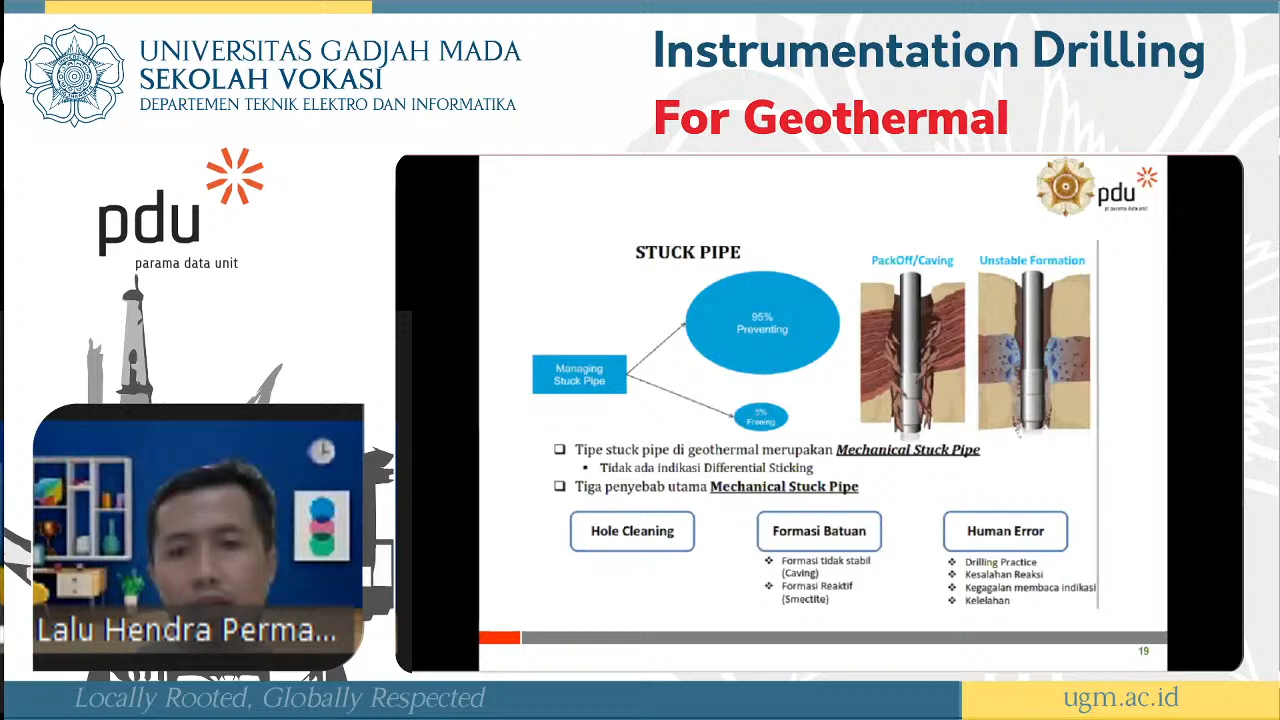 UNIVERSITAS GADJAH MADA
SEKOLAH VOKASI
DEPARTEMEN TEKNIK ELEKTRO DAN INFORMATIKA
Instrumentation Drilling
For Geothermal
pdu
parama data unit
pdu
pt parama data unit
STUCK PIPE
PackOff/Caving
Unstable Formation
95%
Preventing
Managing
Stuck Pipe
5%
Freeing
Tipe stuck pipe di geothermal merupakan Mechanical Stuck Pipe
Tidak ada indikasi Differential Sticking
Tiga penyebab utama Mechanical Stuck Pipe
Hole Cleaning
Formasi Batuan
Formasi tidak stabil
(Caving)
Formasi Reaktif
(Smectite)
Human Error
Drilling Practice
Kesalahan Reaksi
Kegagalan membaca indikasi
Kelelahan
19
Lalu Hendra Perma...
Locally Rooted, Globally Respected
ugm.ac.id